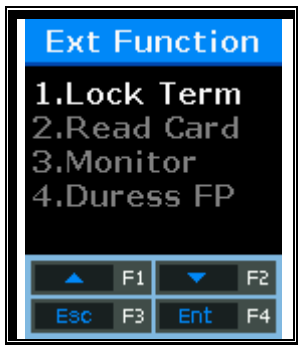 Ext Function
1.Lock Term
2.Read Card
3.Monitor
4.Duress FP
▲ F1 ▼ F2
Esc F3 Ent F4